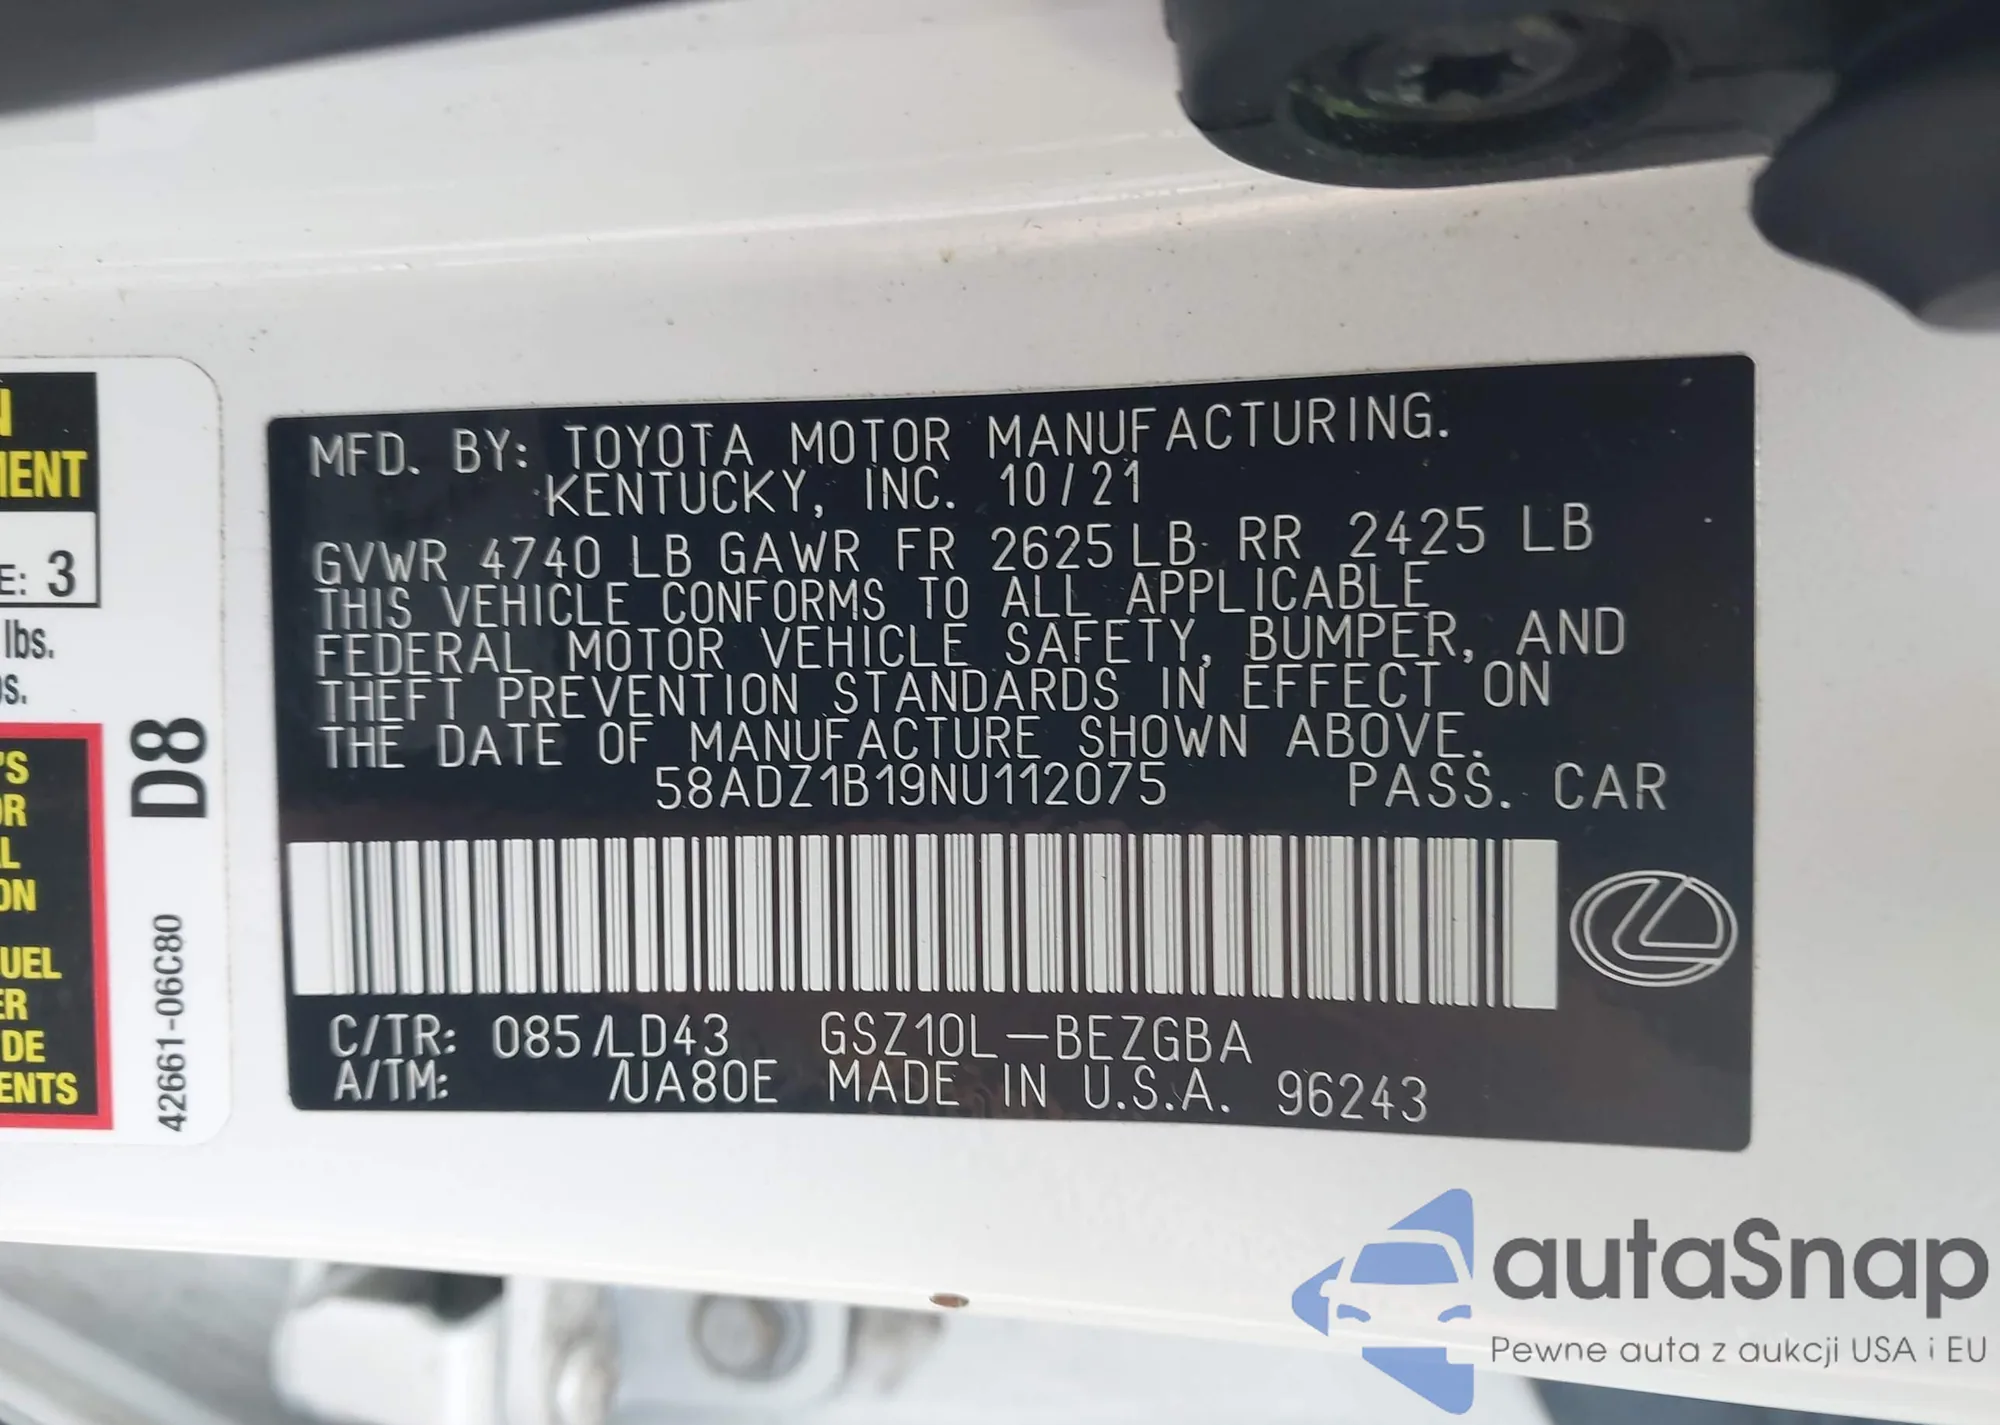 MFD. BY: TOYOTA MOTOR MANUFACTURING.
KENTUCKY, INC. 10/21
GVWR 4740 LB GAWR FR 2625 LB RR 2425 LB
THIS VEHICLE CONFORMS TO ALL APPLICABLE
FEDERAL MOTOR VEHICLE SAFETY, BUMPER, AND
THEFT PREVENTION STANDARDS IN EFFECT ON
THE DATE OF MANUFACTURE SHOWN ABOVE.
58ADZ1B19NU112075 PASS. CAR
C/TR: 085/LD43 GSZ10L-BEZGBA
A/TM: /UA80E MADE IN U.S.A. 96243
E: 3
lbs.
D8
42661-06C80
autaSnap
Pewne auta z aukcji USA i EU